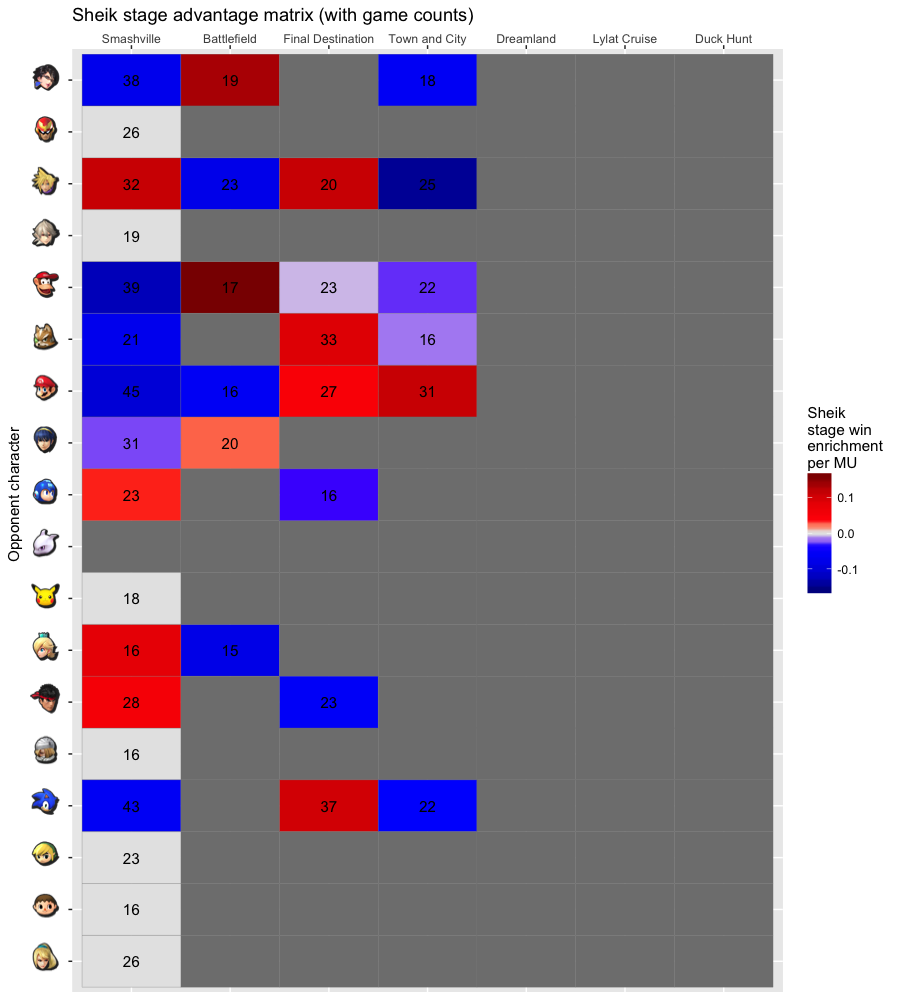 Sheik stage advantage matrix (with game counts)
Smashville Battlefield Final Destination Town and City Dreamland Lylat Cruise Duck Hunt
38 19 18
26
32 23 20 25
19
39 17 23 22
21 33 16
45 16 27 31
31 20
23 16
18
16 15
28 23
16
43 37 22
23
16
26
Opponent character
Sheik
stage win
enrichment
per MU
0.1
0.0
-0.1